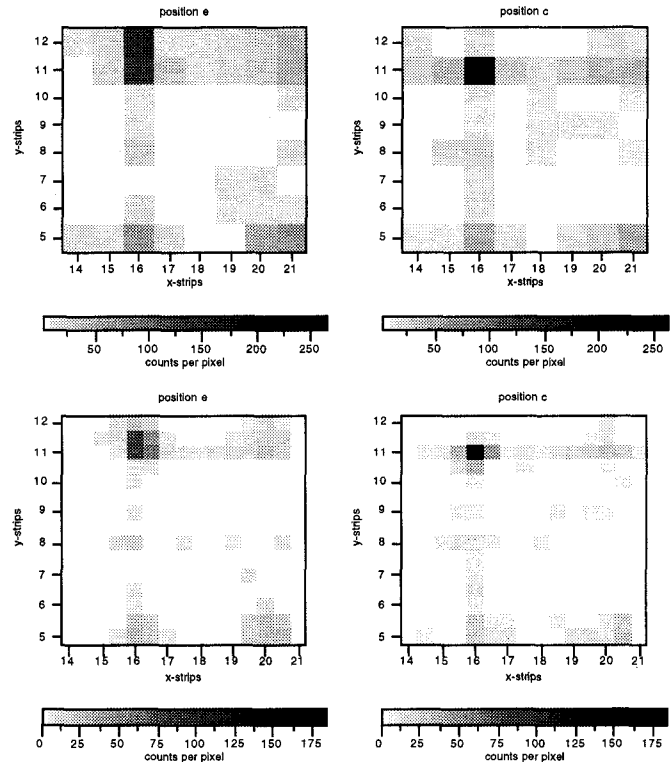 position e
12
11
10
9
8
7
6
5
y-strips
14 15 16 17 18 19 20 21
x-strips
50 100 150 200 250
counts per pixel
position c
12
11
10
9
8
7
6
5
y-strips
14 15 16 17 18 19 20 21
x-strips
50 100 150 200 250
counts per pixel
position e
12
11
10
9
8
7
6
5
y-strips
14 15 16 17 18 19 20 21
x-strips
0 25 50 75 100 125 150 175
counts per pixel
position c
12
11
10
9
8
7
6
5
y-strips
14 15 16 17 18 19 20 21
x-strips
0 25 50 75 100 125 150 175
counts per pixel